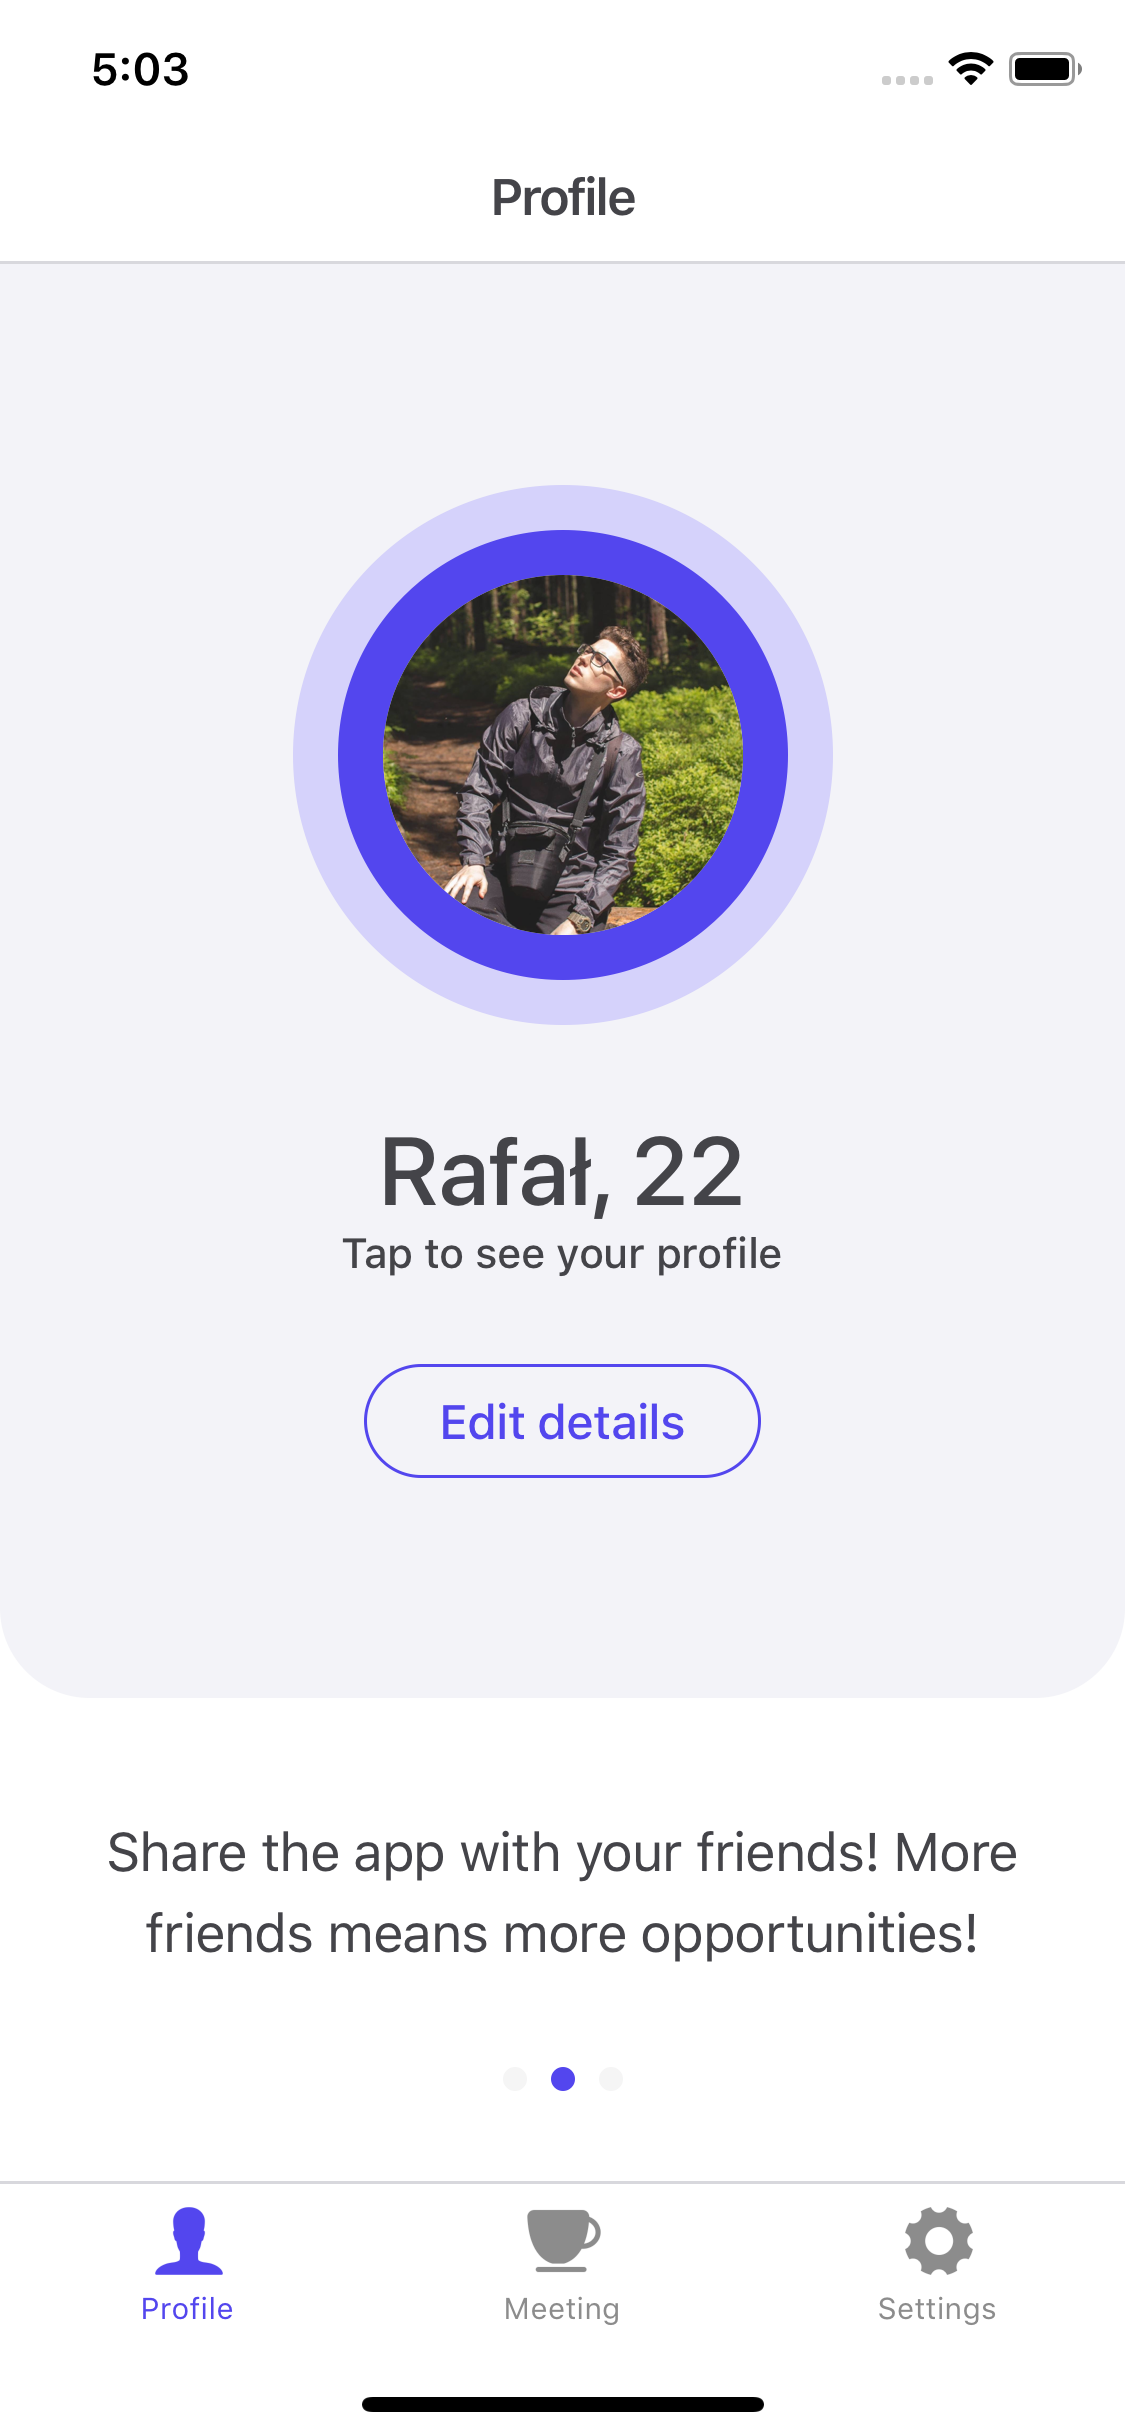 5:03
Profile
Rafał, 22
Tap to see your profile
Edit details
Share the app with your friends! More
friends means more opportunities!
Profile
Meeting
Settings